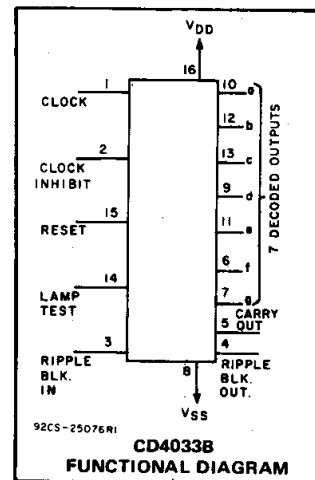 VDD
16
1
CLOCK
10 a
12 b
2
CLOCK
INHIBIT
13 c
9 d
15
RESET
11 e
6 f
14
LAMP
TEST
7 g
7 DECODED OUTPUTS
CARRY
OUT
5
3
RIPPLE
BLK.
IN
4
RIPPLE
BLK.
OUT.
8
VSS
92CS-25076R1
CD4033B
FUNCTIONAL DIAGRAM